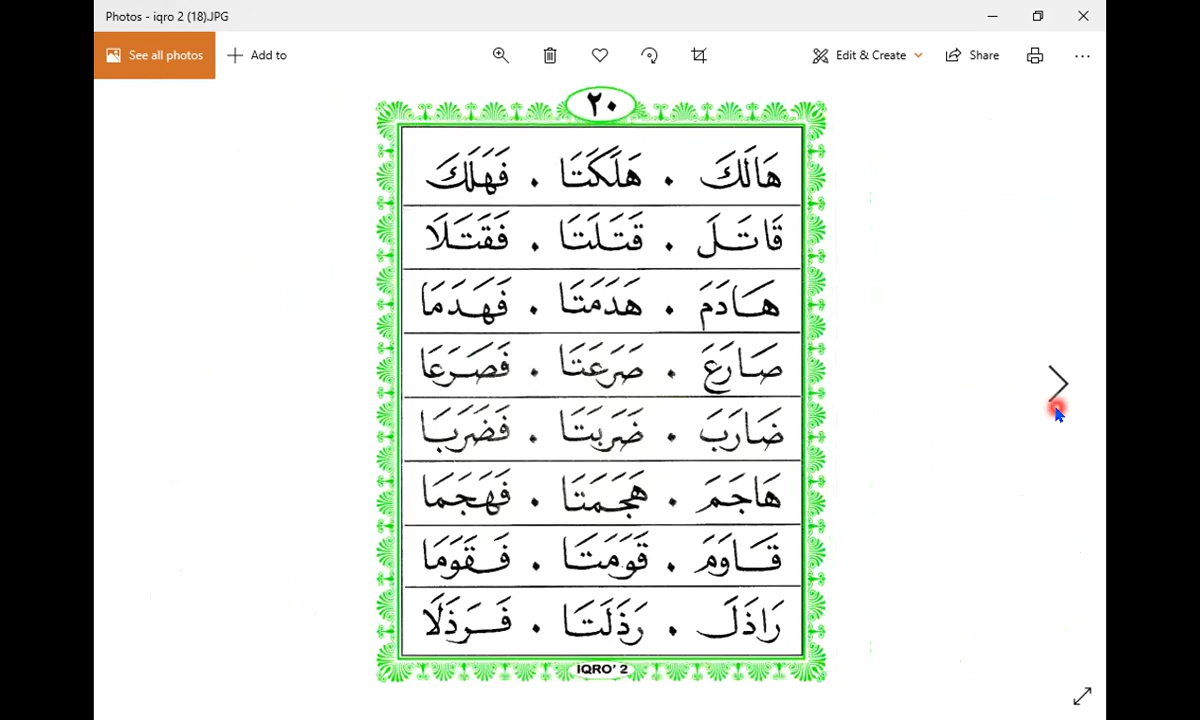 Photos - iqro 2 (18).JPG
See all photos
Add to
Edit & Create
Share
٢٠
هَالَكَ . هَلَكَتَا . فَهَلَكَ
قَاتَلَ . قَتَلَتَا . فَقَتَلَا
هَادَمَ . هَدَمَتَا . فَهَدَمَا
صَارَعَ . صَرَعَتَا . فَصَرَعَا
ضَارَبَ . ضَرَبَتَا . فَضَرَبَا
هَاجَمَ . هَجَمَتَا . فَهَجَمَا
قَاوَمَ . قَوَمَتَا . فَقَوَمَا
رَاذَلَ . رَذَلَتَا . فَرَذَلَا
IQRO' 2